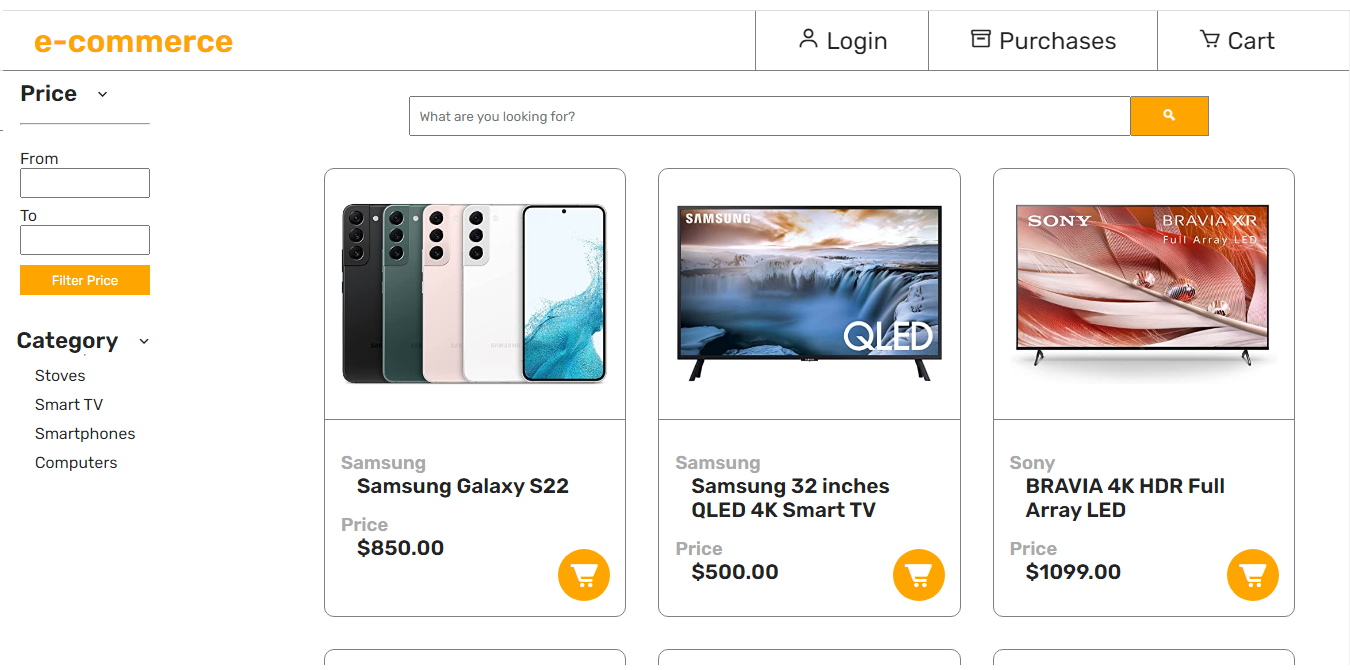 e-commerce
Login
Purchases
Cart
Price
What are you looking for?
From
To
Filter Price
Category
Stoves
Smart TV
Smartphones
Computers
Samsung
Samsung Galaxy S22
Price
$850.00
SAMSUNG
QLED
Samsung
Samsung 32 inches
QLED 4K Smart TV
Price
$500.00
SONY
BRAVIA XR
Full Array LED
Sony
BRAVIA 4K HDR Full
Array LED
Price
$1099.00